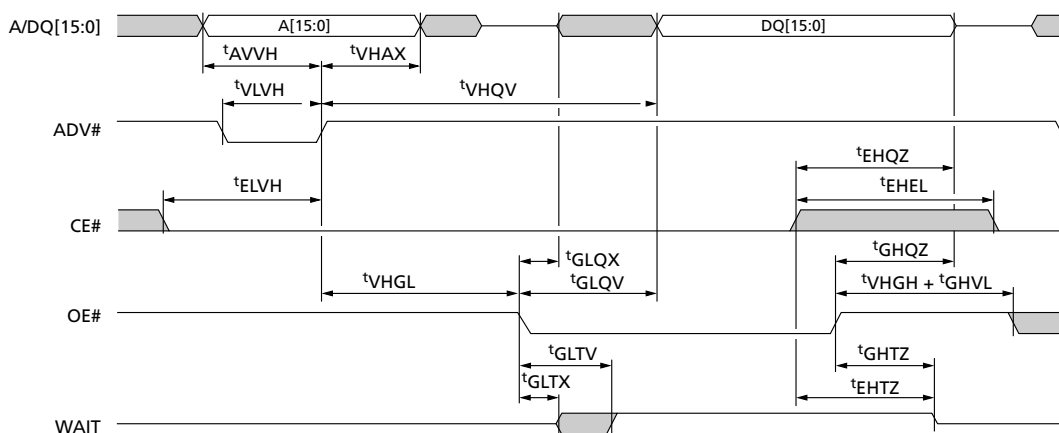 A/DQ[15:0] A[15:0] DQ[15:0]
tAVVH tVHAX
tVLVH tVHQV
ADV#
tEHQZ
tELVH tEHEL
CE#
tGHQZ
tGLQX
tVHGL tGLQV tVHGH + tGHVL
OE#
tGLTV tGHTZ
tGLTX tEHTZ
WAIT